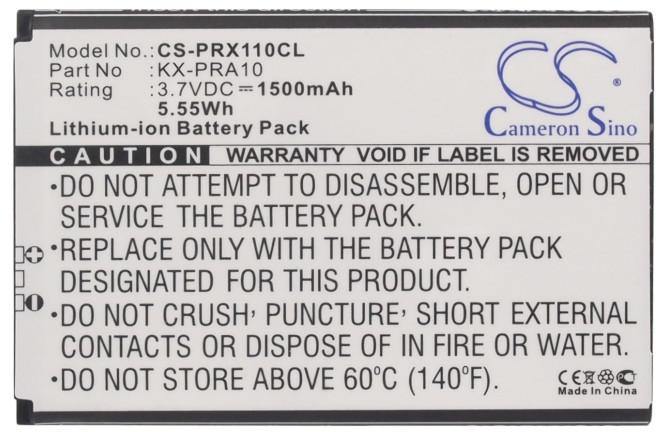 Model No.: CS-PRX110CL
Part No : KX-PRA10
Rating : 3.7VDC⎓1500mAh
5.55Wh
Lithium-ion Battery Pack
CS®
Cameron Sino
CAUTION WARRANTY VOID IF LABEL IS REMOVED
•DO NOT ATTEMPT TO DISASSEMBLE, OPEN OR
SERVICE THE BATTERY PACK.
•REPLACE ONLY WITH THE BATTERY PACK
DESIGNATED FOR THIS PRODUCT.
•DO NOT CRUSH, PUNCTURE, SHORT EXTERNAL
CONTACTS OR DISPOSE OF IN FIRE OR WATER.
•DO NOT EXPOSE ABOVE 60°C (140°F).
CE
Made In China